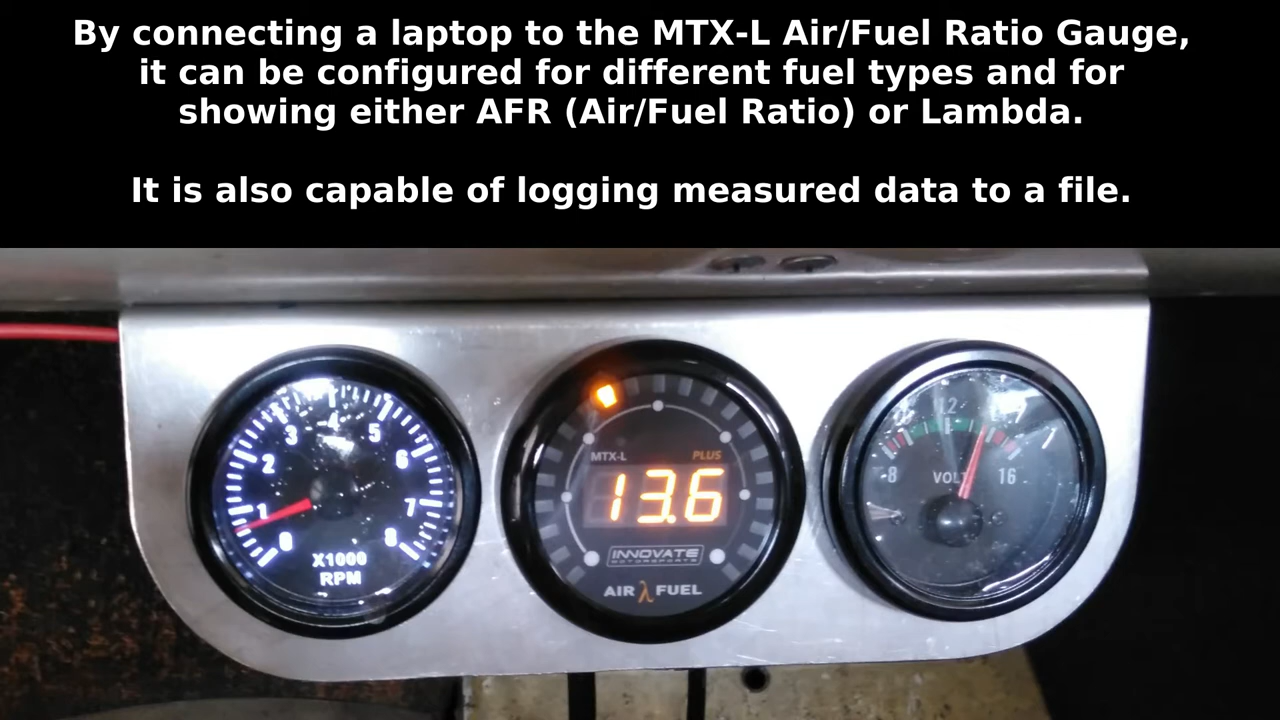 By connecting a laptop to the MTX-L Air/Fuel Ratio Gauge,
it can be configured for different fuel types and for
showing either AFR (Air/Fuel Ratio) or Lambda.
It is also capable of logging measured data to a file.
0 1 2 3 4 5 6 7 8
X1000
RPM
MTX-L PLUS
13.6
INNOVATE
MOTORSPORTS
AIR λ FUEL
8 12 16
VOLT